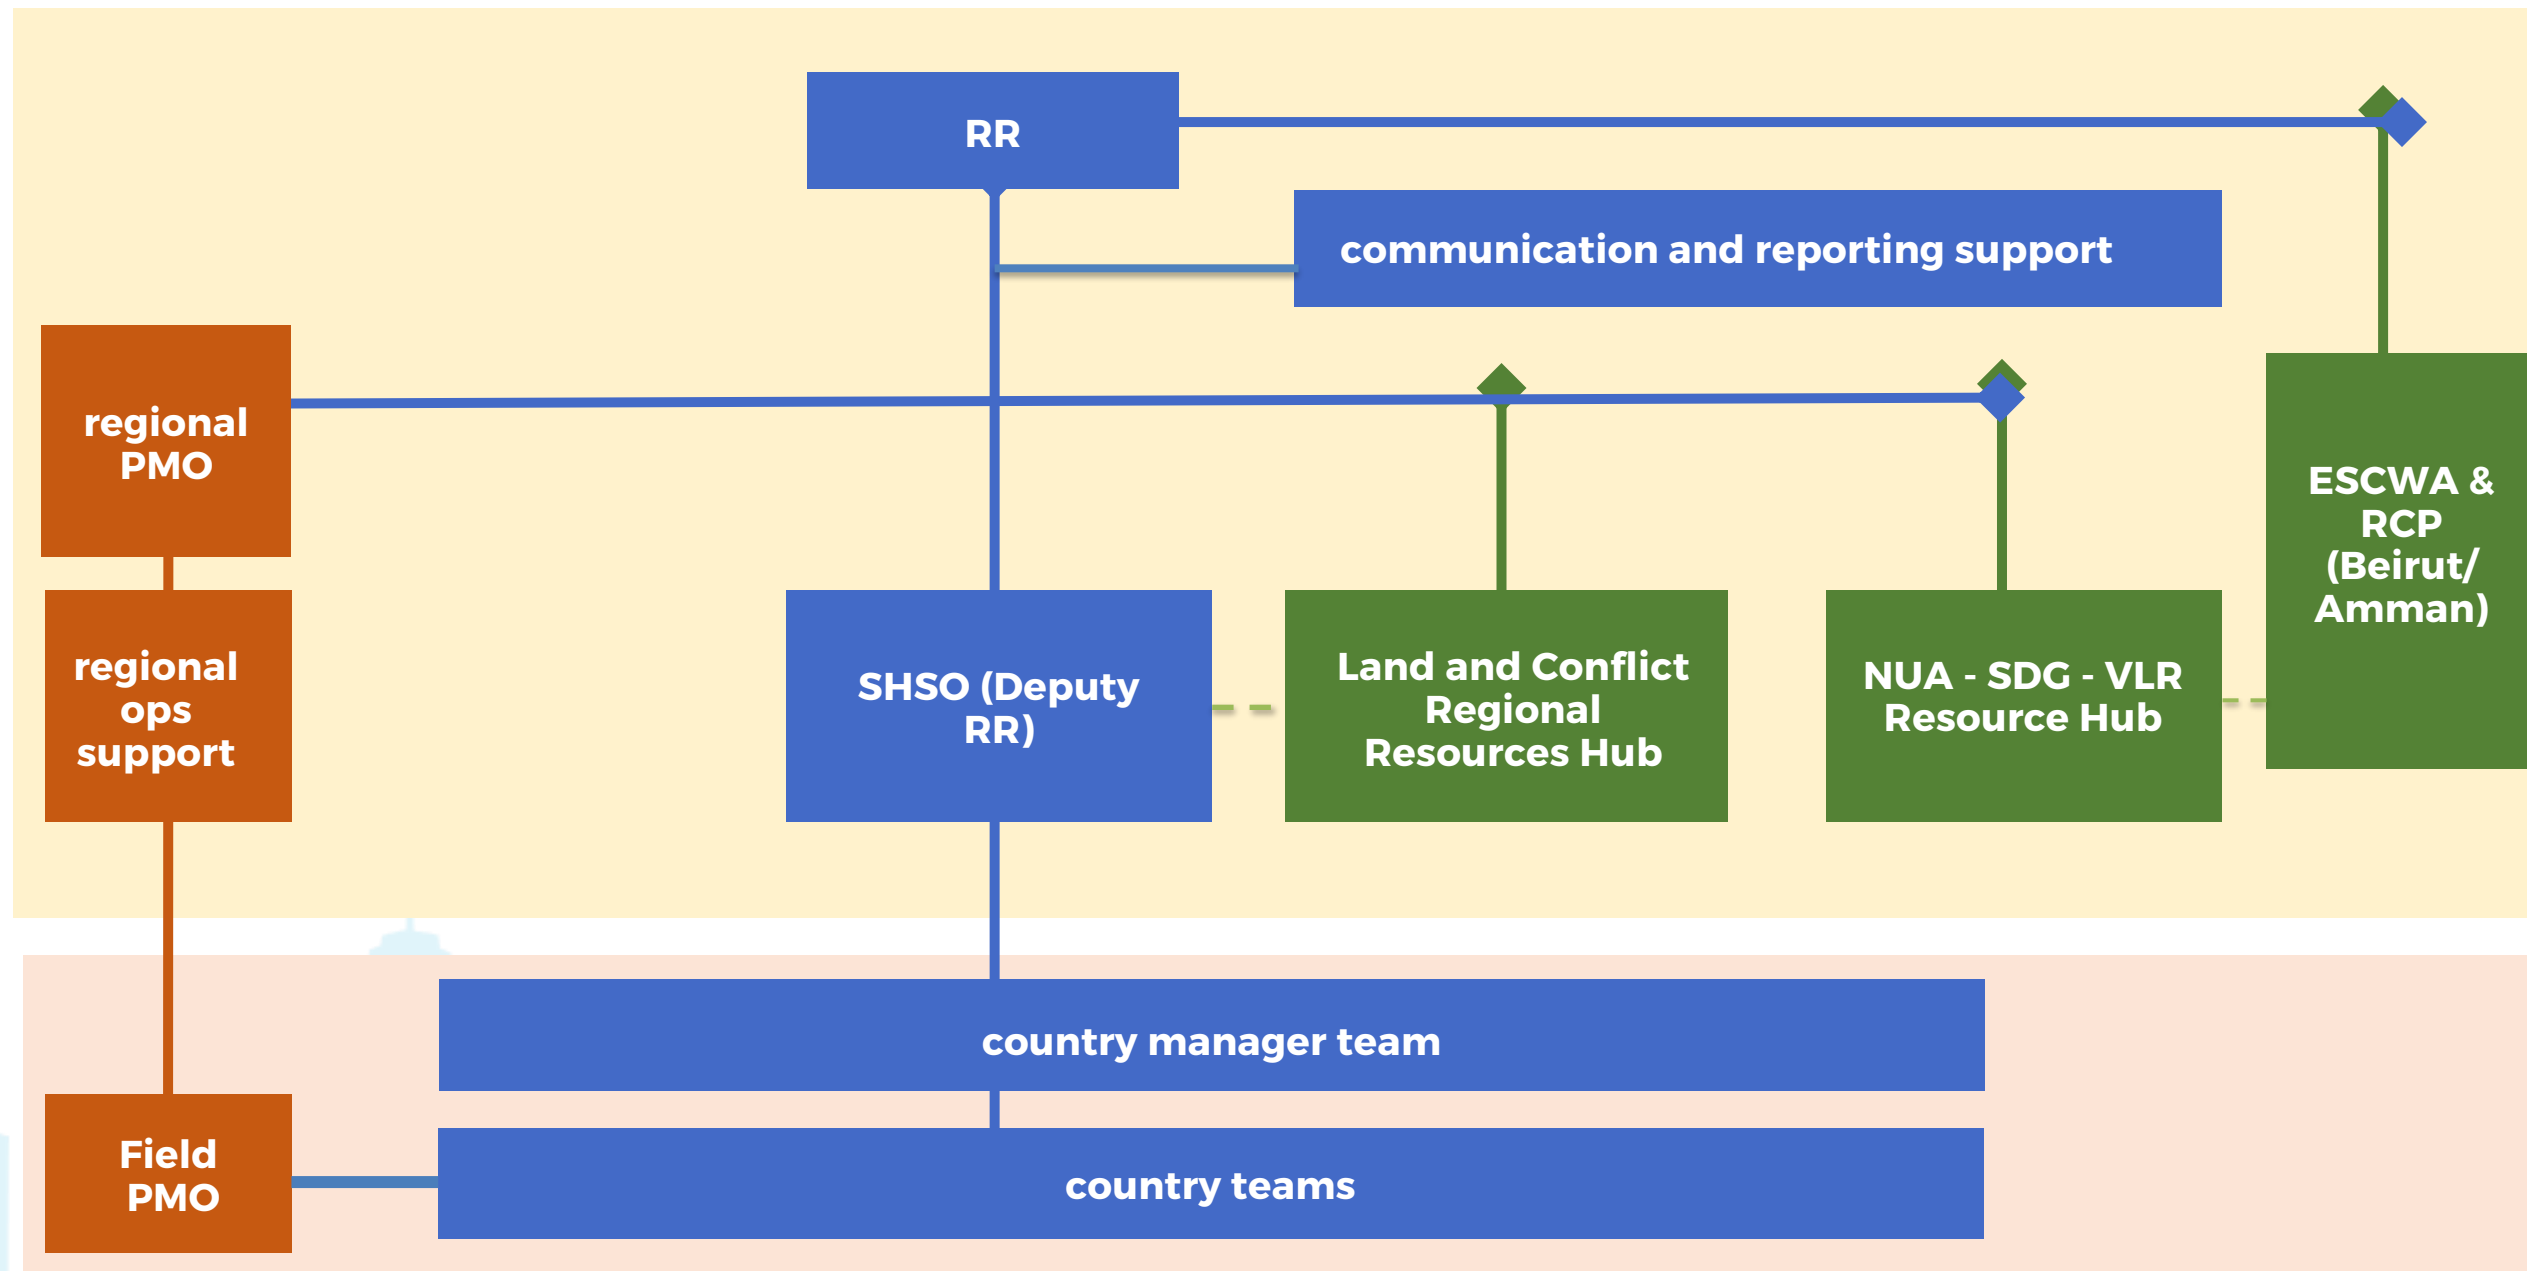 RR
communication and reporting support
regional
PMO
ESCWA &
RCP
(Beirut/
Amman)
regional
ops
support
SHSO (Deputy
RR)
Land and Conflict
Regional
Resources Hub
NUA - SDG - VLR
Resource Hub
country manager team
Field
PMO
country teams